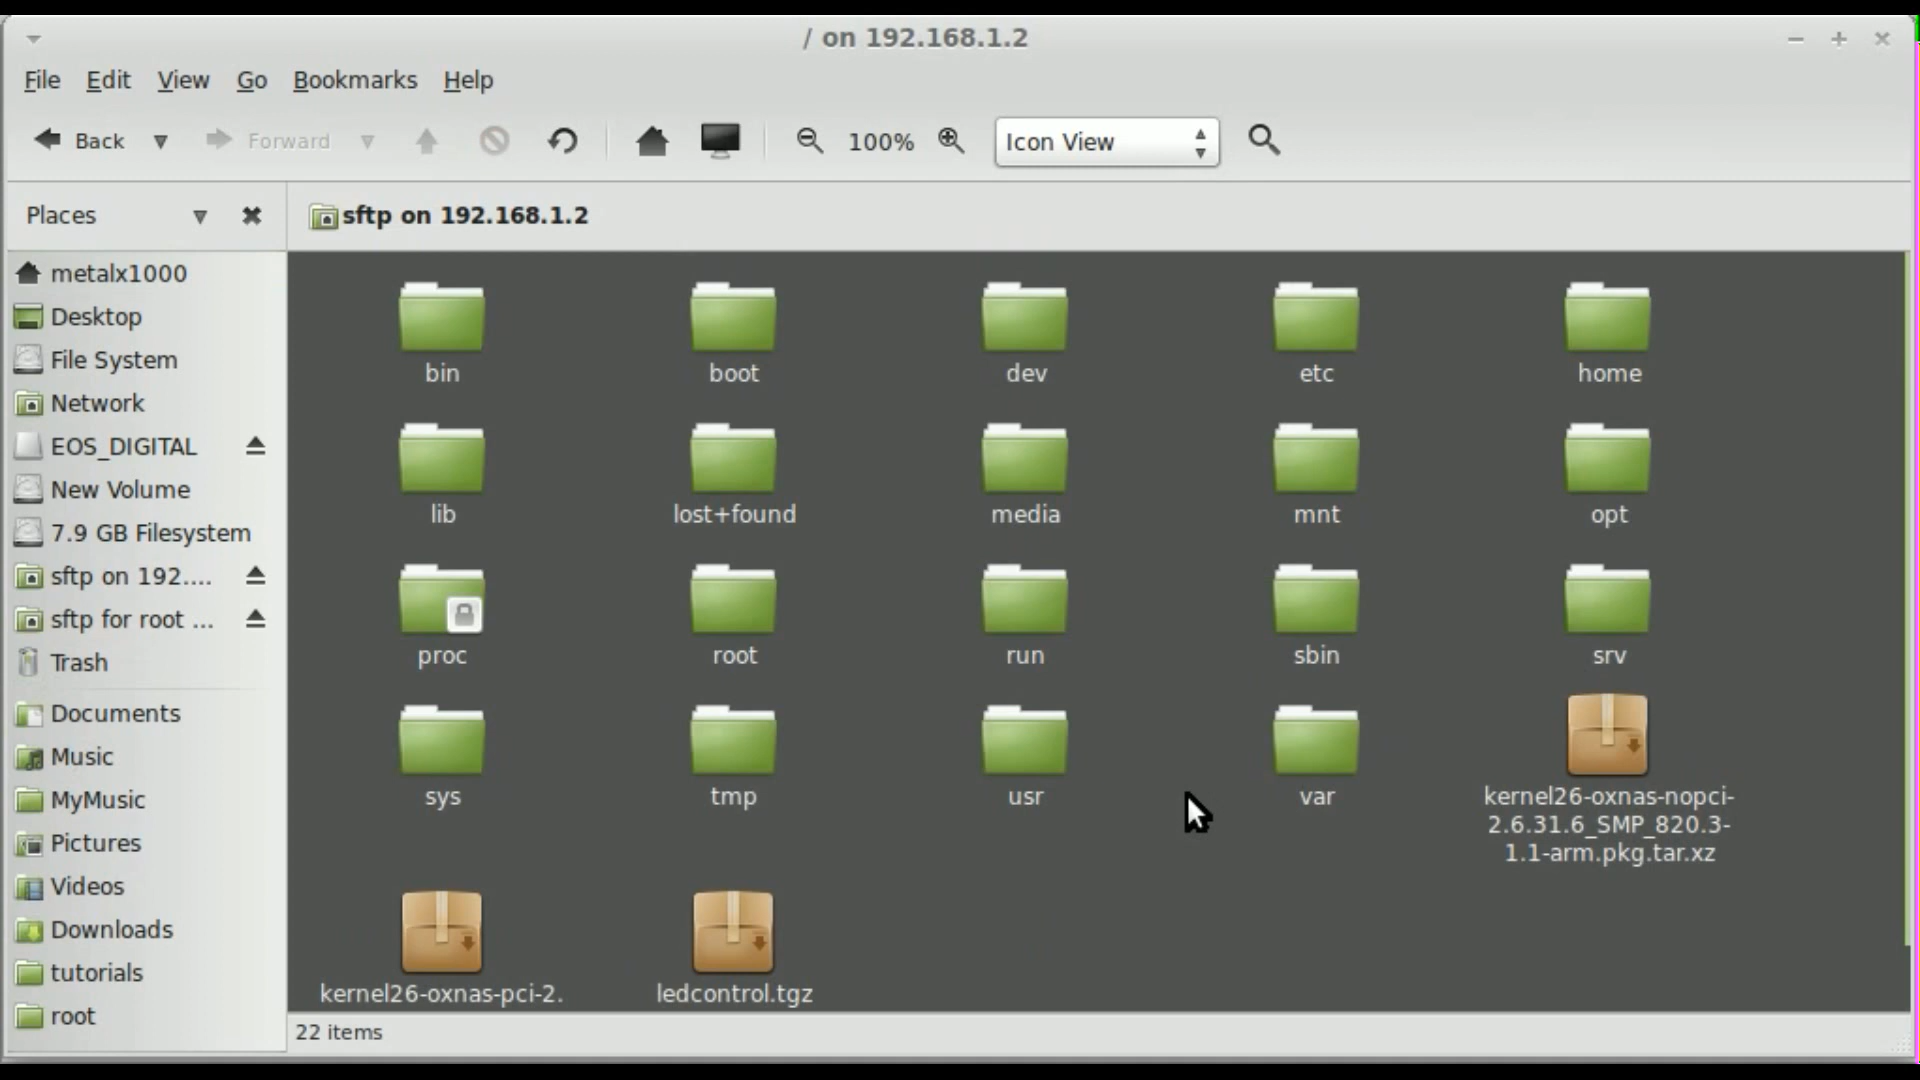 / on 192.168.1.2
File Edit View Go Bookmarks Help
Back Forward 100% Icon View
Places
sftp on 192.168.1.2
metalx1000
Desktop
File System
Network
EOS_DIGITAL
New Volume
7.9 GB Filesystem
sftp on 192....
sftp for root ...
Trash
Documents
Music
MyMusic
Pictures
Videos
Downloads
tutorials
root
bin boot dev etc home
lib lost+found media mnt opt
proc root run sbin srv
sys tmp usr var kernel26-oxnas-nopci-
2.6.31.6_SMP_820.3-
1.1-arm.pkg.tar.xz
kernel26-oxnas-pci-2. ledcontrol.tgz
22 items